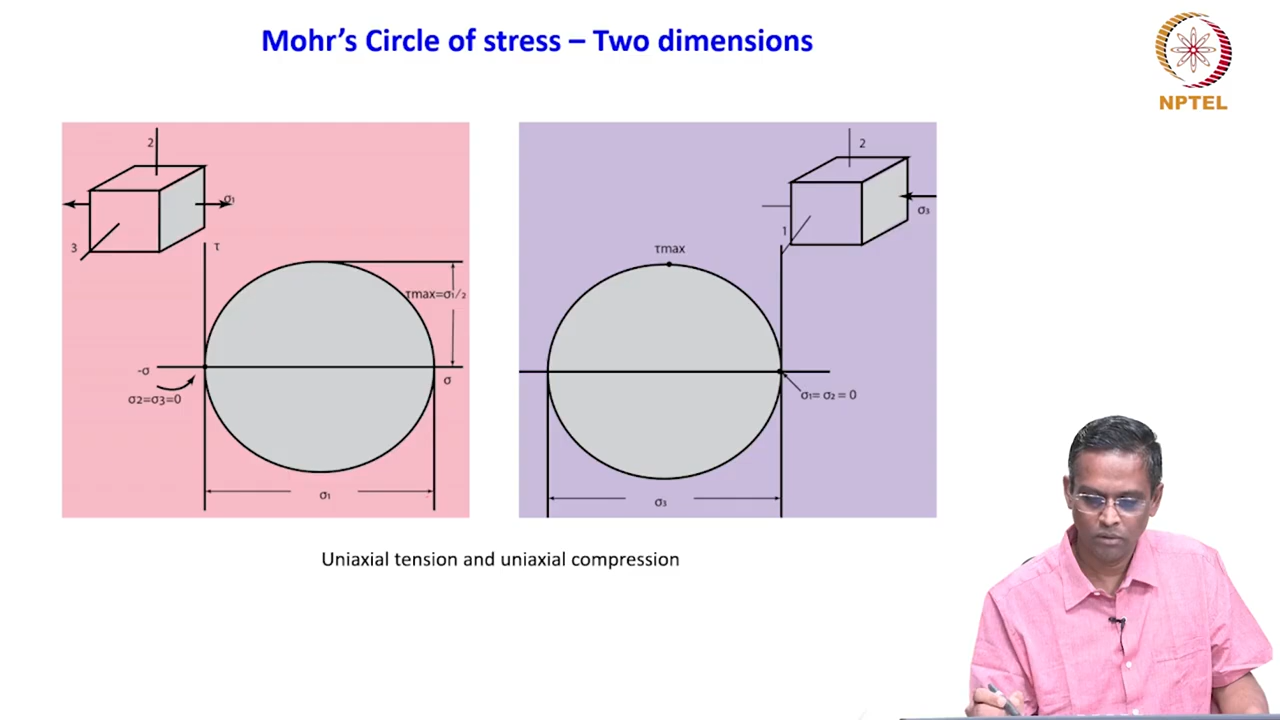 Mohr’s Circle of stress – Two dimensions
NPTEL
2
σ1
3
τ
τmax=σ1/2
-σ
σ
σ2=σ3=0
σ1
2
σ3
1
τmax
σ1= σ2 = 0
σ3
Uniaxial tension and uniaxial compression